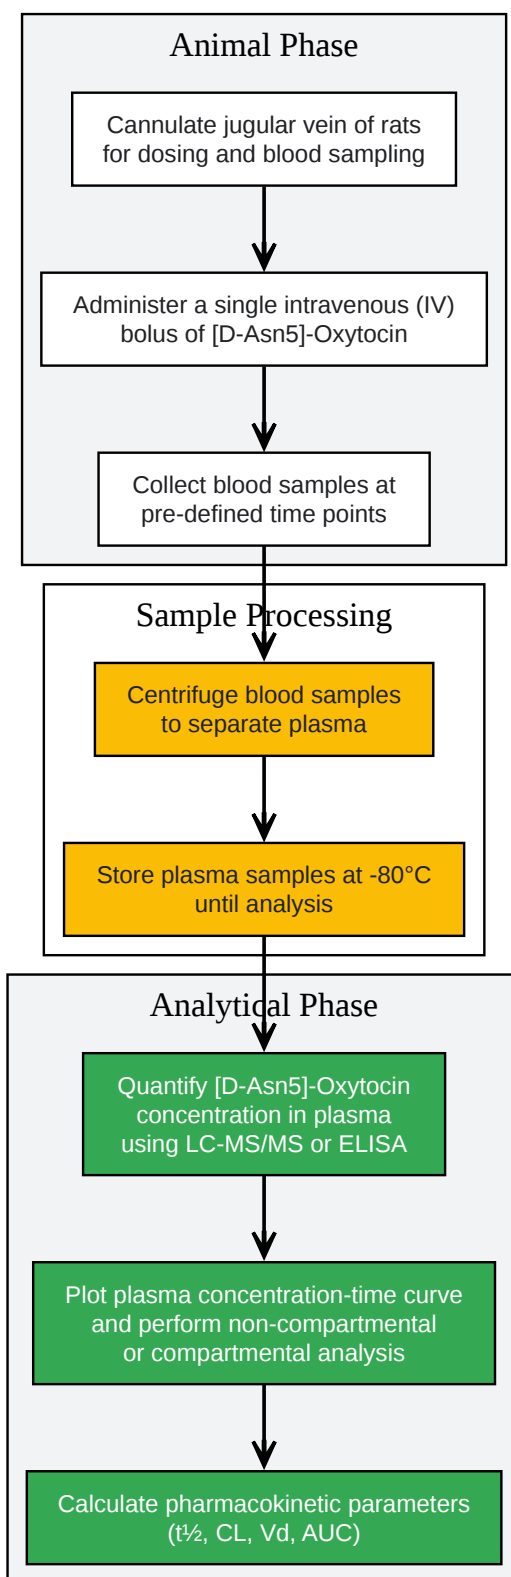 Animal Phase
Cannulate jugular vein of rats
for dosing and blood sampling
Administer a single intravenous (IV)
bolus of [D-Asn5]-Oxytocin
Collect blood samples at
pre-defined time points
Sample Processing
Centrifuge blood samples
to separate plasma
Store plasma samples at -80°C
until analysis
Analytical Phase
Quantify [D-Asn5]-Oxytocin
concentration in plasma
using LC-MS/MS or ELISA
Plot plasma concentration-time curve
and perform non-compartmental
or compartmental analysis
Calculate pharmacokinetic parameters
(t½, CL, Vd, AUC)